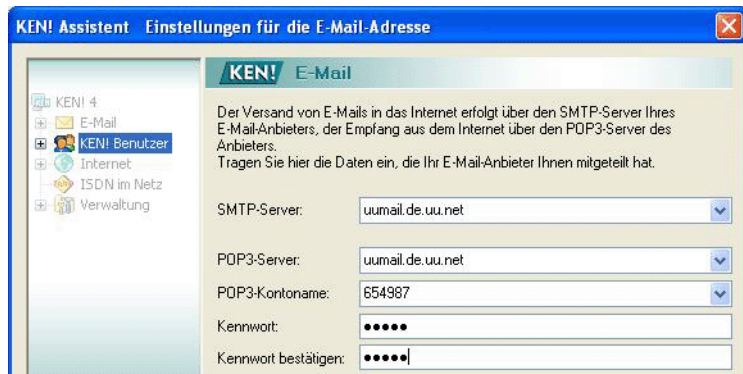 KEN! Assistent Einstellungen für die E-Mail-Adresse
KEN! E-Mail
KEN! 4
E-Mail
KEN! Benutzer
Internet
ISDN im Netz
Verwaltung
Der Versand von E-Mails in das Internet erfolgt über den SMTP-Server Ihres
E-Mail-Anbieters, der Empfang aus dem Internet über den POP3-Server des
Anbieters.
Tragen Sie hier die Daten ein, die Ihr E-Mail-Anbieter Ihnen mitgeteilt hat.
SMTP-Server: uumail.de.uu.net
POP3-Server: uumail.de.uu.net
POP3-Kontoname: 654987
Kennwort: •••••
Kennwort bestätigen: •••••